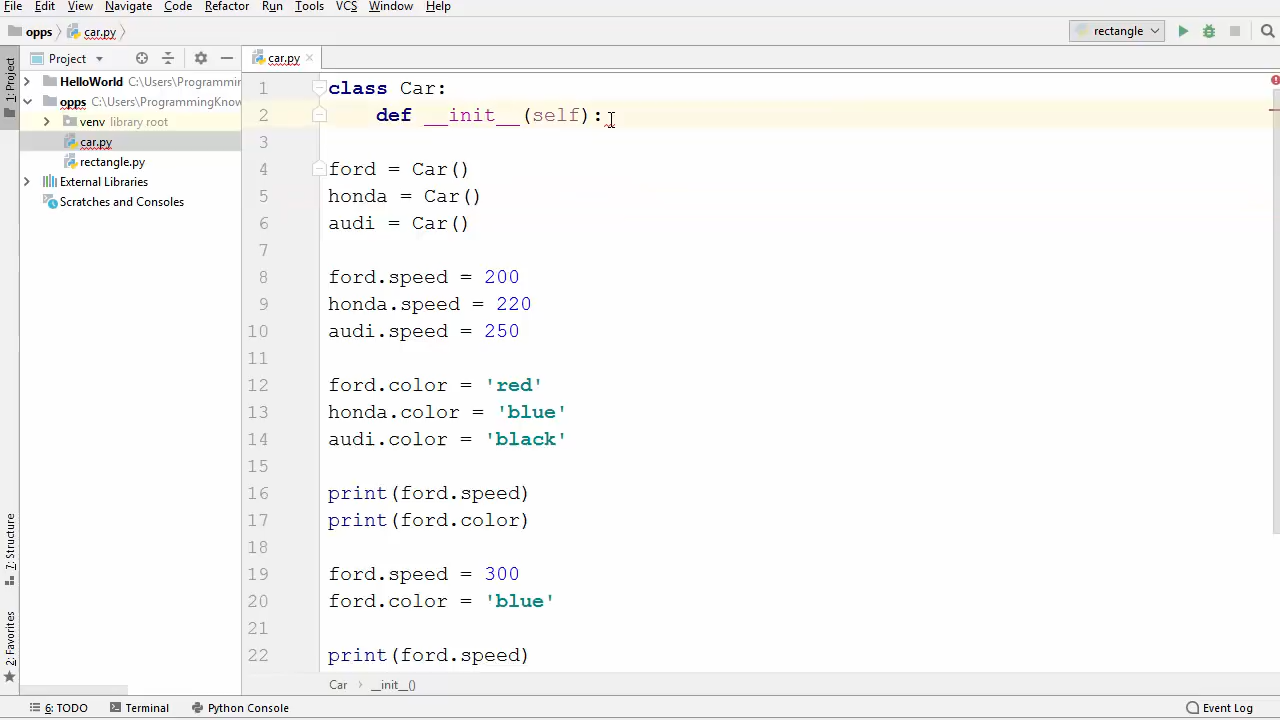 File Edit View Navigate Code Refactor Run Tools VCS Window Help
opps car.py rectangle
1: Project
Project
car.py
HelloWorld C:\Users\Programmin
opps C:\Users\ProgrammingKnow
venv library root
car.py
rectangle.py
External Libraries
Scratches and Consoles
7: Structure
2: Favorites
1 class Car:
2 def __init__(self):
3
4 ford = Car()
5 honda = Car()
6 audi = Car()
7
8 ford.speed = 200
9 honda.speed = 220
10 audi.speed = 250
11
12 ford.color = 'red'
13 honda.color = 'blue'
14 audi.color = 'black'
15
16 print(ford.speed)
17 print(ford.color)
18
19 ford.speed = 300
20 ford.color = 'blue'
21
22 print(ford.speed)
Car __init__()
6: TODO Terminal Python Console Event Log